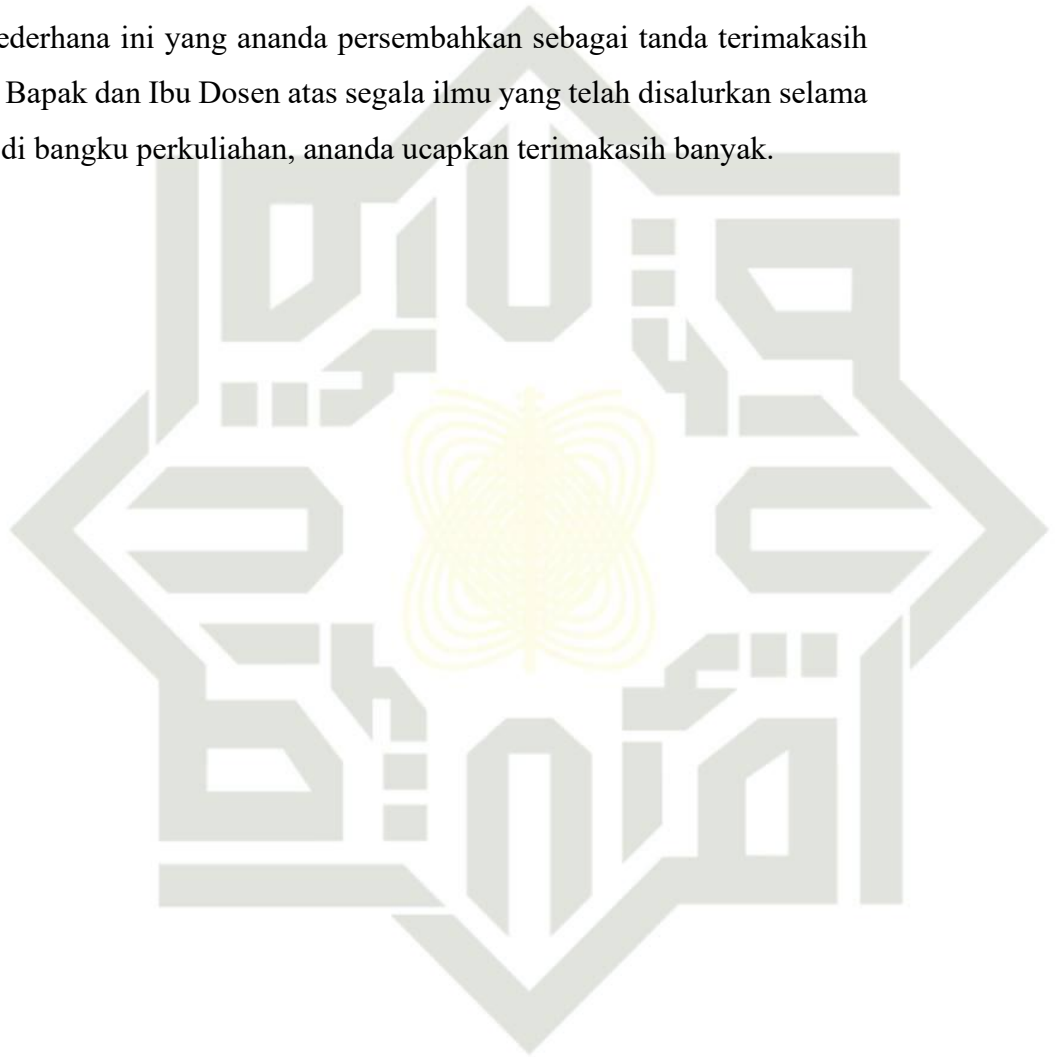 ederhana ini yang ananda persembahkan sebagai tanda terimakasih
Bapak dan Ibu Dosen atas segala ilmu yang telah disalurkan selama
di bangku perkuliahan, ananda ucapkan terimakasih banyak.